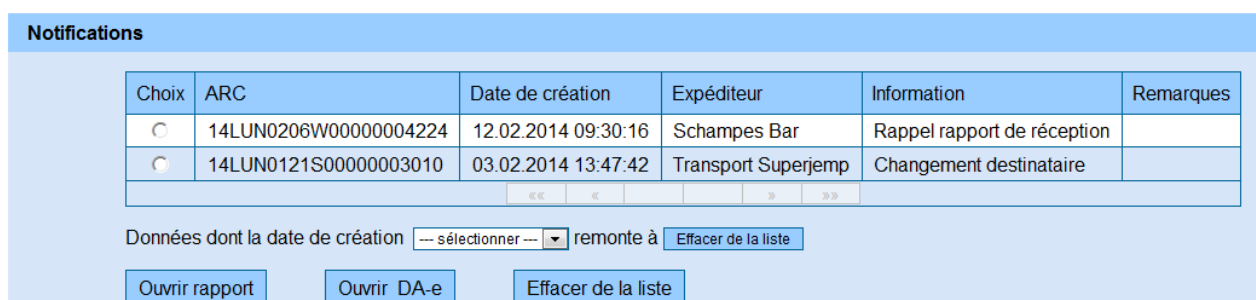 Notifications
Choix ARC Date de création Expéditeur Information Remarques
14LUN0206W00000004224 12.02.2014 09:30:16 Schampes Bar Rappel rapport de réception
14LUN0121S00000003010 03.02.2014 13:47:42 Transport Superjemp Changement destinataire
«« « » »»
Données dont la date de création --- sélectionner --- remonte à Effacer de la liste
Ouvrir rapport Ouvrir DA-e Effacer de la liste